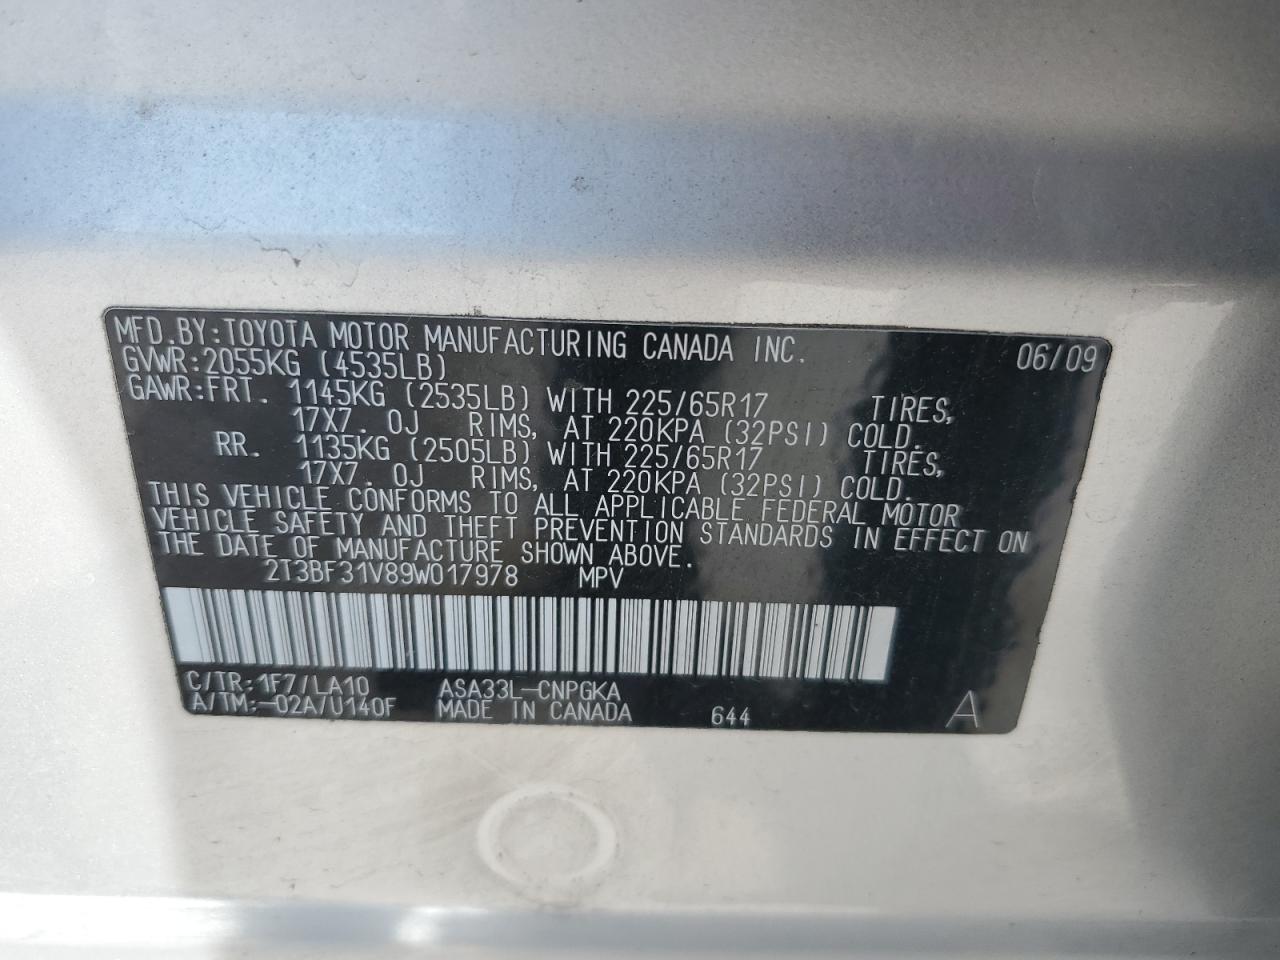 MFD.BY:TOYOTA MOTOR MANUFACTURING CANADA INC. 06/09
GVWR:2055KG (4535LB)
GAWR:FRT. 1145KG (2535LB) WITH 225/65R17 TIRES,
17X7.0J RIMS, AT 220KPA (32PSI) COLD.
RR. 1135KG (2505LB) WITH 225/65R17 TIRES,
17X7.0J RIMS, AT 220KPA (32PSI) COLD.
THIS VEHICLE CONFORMS TO ALL APPLICABLE FEDERAL MOTOR
VEHICLE SAFETY AND THEFT PREVENTION STANDARDS IN EFFECT ON
THE DATE OF MANUFACTURE SHOWN ABOVE.
2T3BF31V89W017978 MPV
C/TR:1F7/LA10 ASA33L-CNPGKA
A/TM:-02A/U140F MADE IN CANADA 644 A